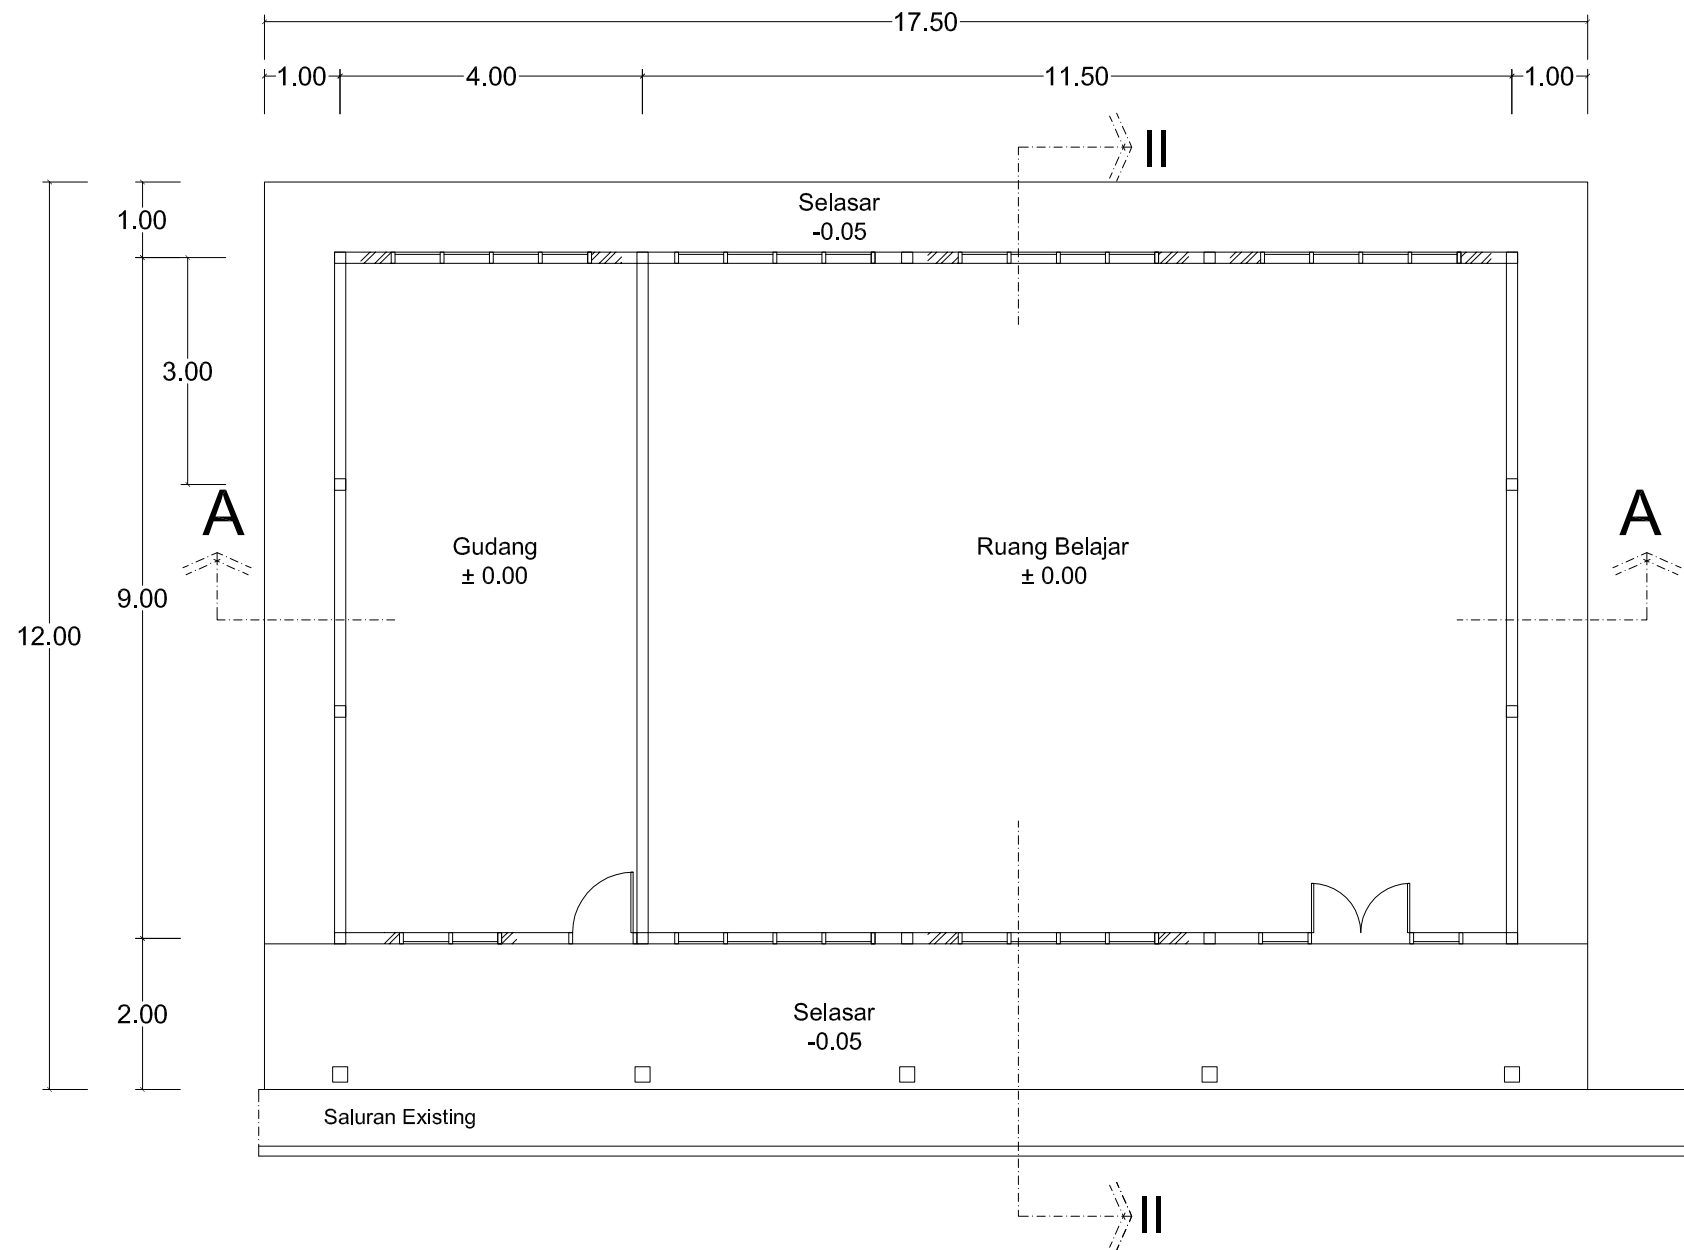 17.50
1.00
4.00
11.50
1.00
II
1.00
Selasar
-0.05
3.00
A
A
Gudang
± 0.00
Ruang Belajar
± 0.00
9.00
12.00
2.00
Selasar
-0.05
Saluran Existing
II